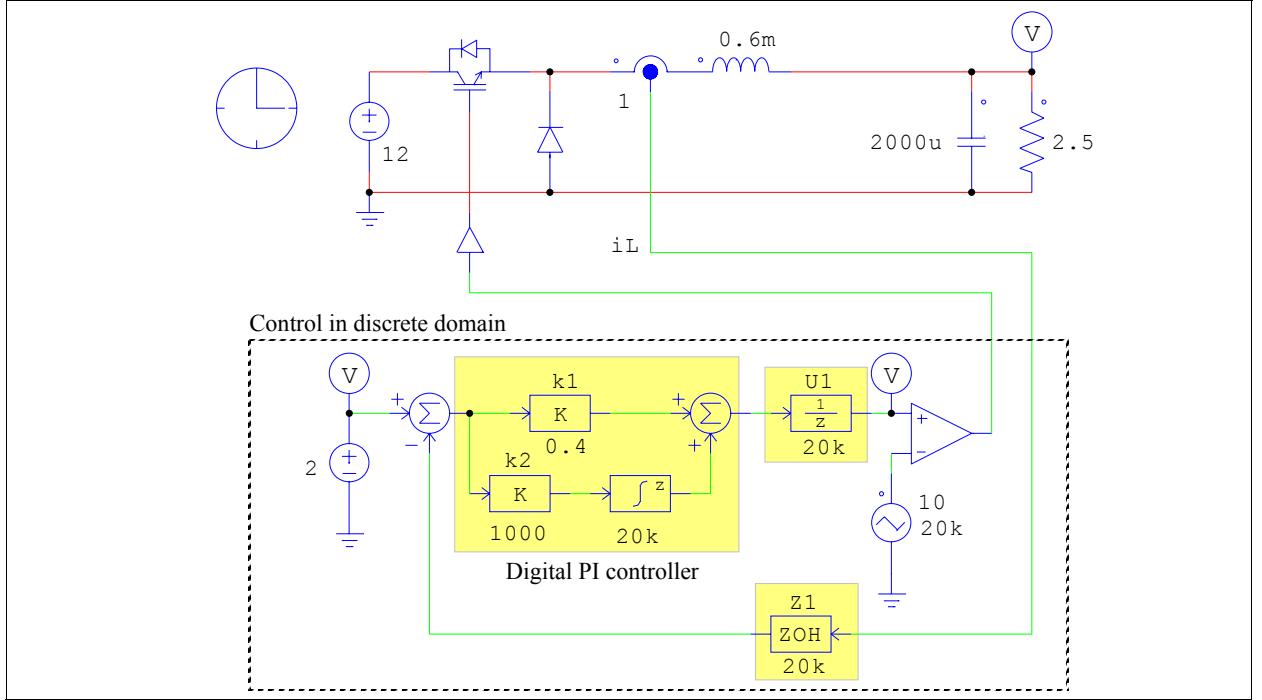 V
0.6m
1
12
2000u
2.5
iL
Control in discrete domain
V
k1
K
0.4
k2
K
1000
∫ z
20k
Σ
Σ
U1
1
z
20k
V
10
20k
Digital PI controller
Z1
ZOH
20k
2